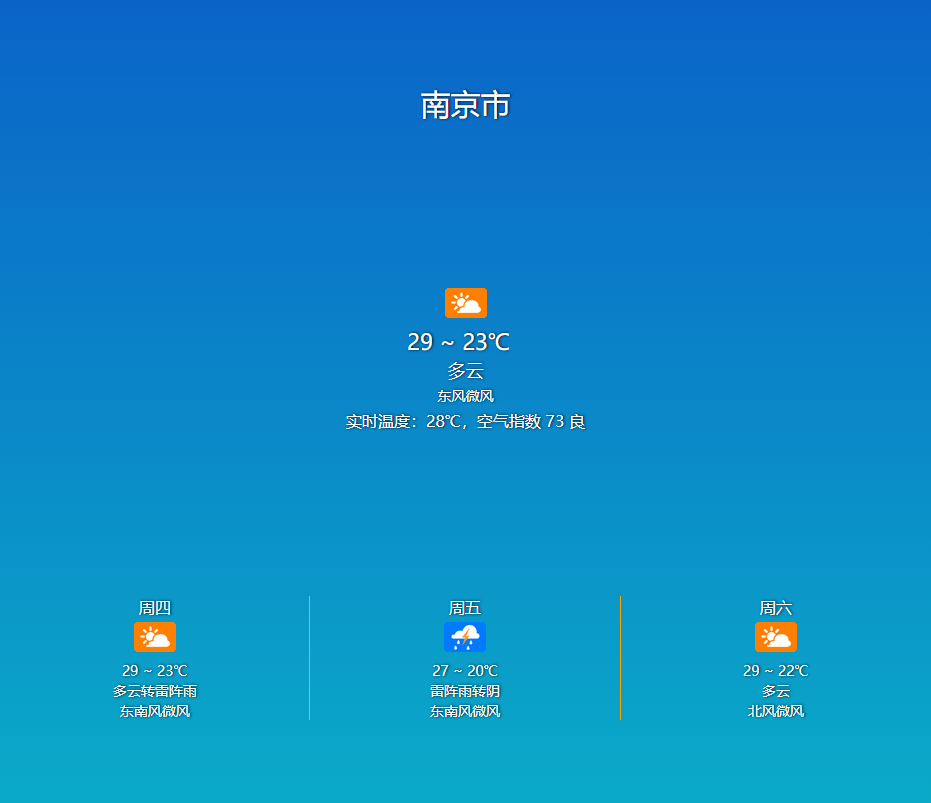 南京市
29 ~ 23℃
多云
东风微风
实时温度：28℃，空气指数 73 良
周四
29 ~ 23℃
多云转雷阵雨
东南风微风
周五
27 ~ 20℃
雷阵雨转阴
东南风微风
周六
29 ~ 22℃
多云
北风微风